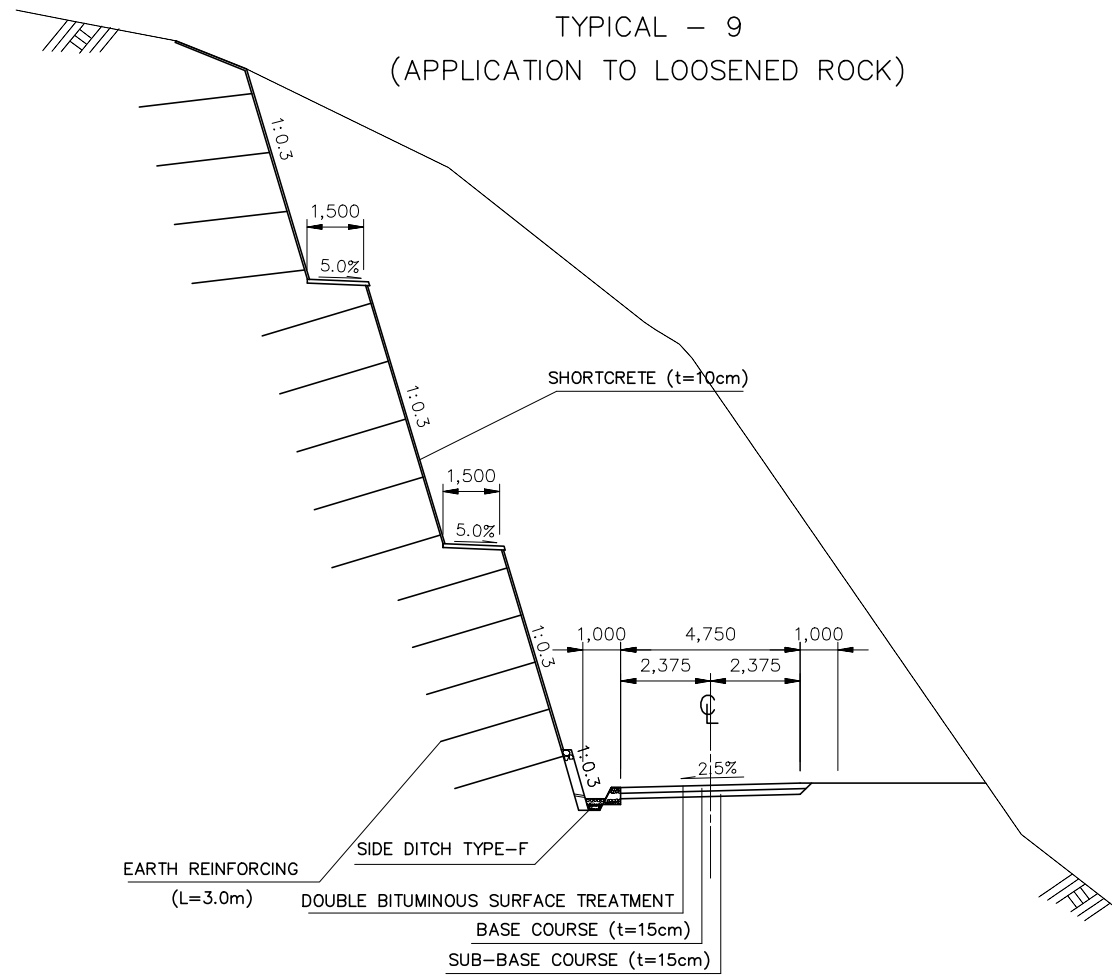 TYPICAL - 9
(APPLICATION TO LOOSENED ROCK)
1:0.3
1,500
5.0%
SHORTCRETE (t=10cm)
1:0.3
1,500
5.0%
1:0.3
1,000
4,750
1,000
2,375
2,375
CL
1:0.3
2.5%
SIDE DITCH TYPE-F
EARTH REINFORCING
(L=3.0m)
DOUBLE BITUMINOUS SURFACE TREATMENT
BASE COURSE (t=15cm)
SUB-BASE COURSE (t=15cm)